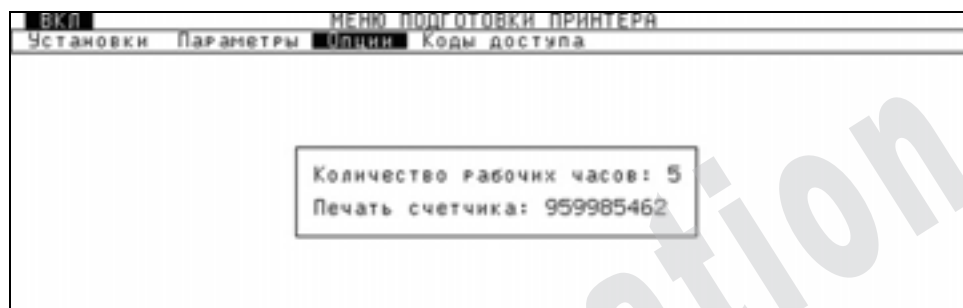 ВКЛ МЕНЮ ПОДГОТОВКИ ПРИНТЕРА
Установки Параметры Опции Коды доступа
Количество рабочих часов: 5
Печать счетчика: 959985462